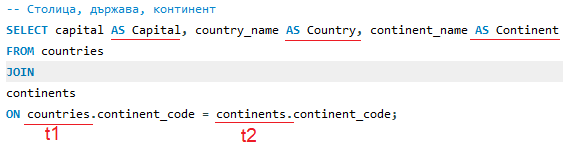 -- Столица, държава, континент
SELECT capital AS Capital, country_name AS Country, continent_name AS Continent
FROM countries
JOIN
continents
ON countries.continent_code = continents.continent_code;
t1 t2